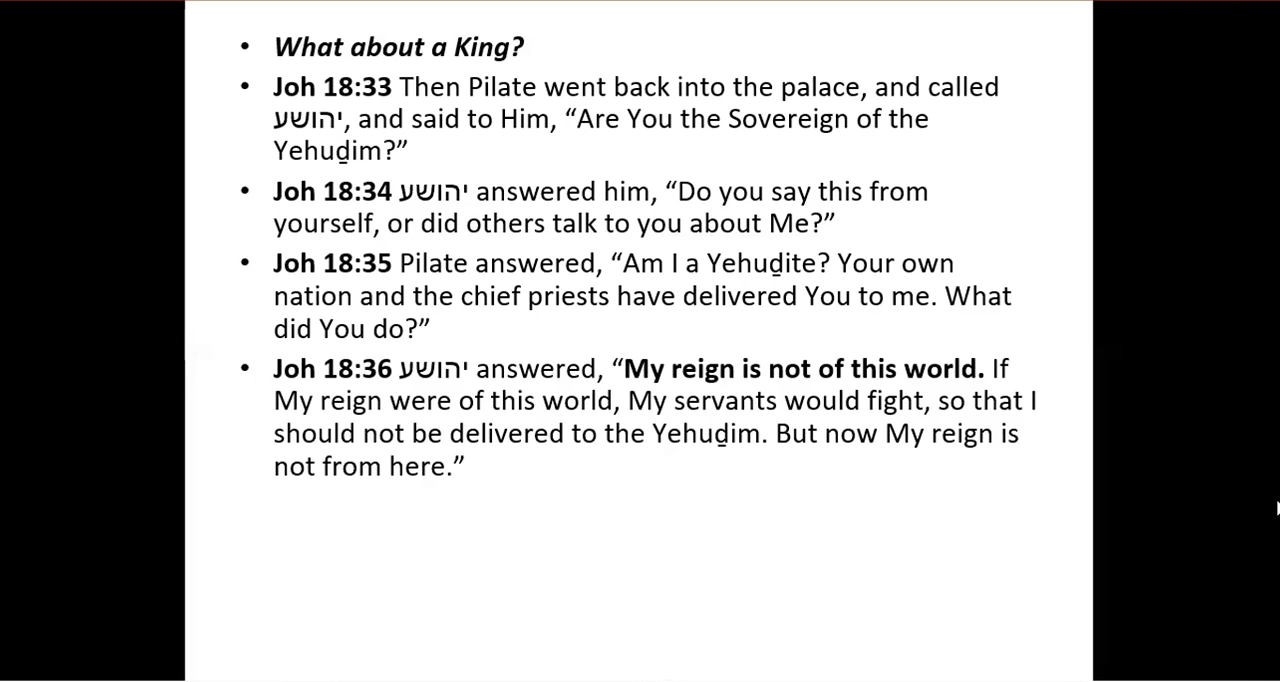 • What about a King?
• Joh 18:33 Then Pilate went back into the palace, and called
יהושע, and said to Him, “Are You the Sovereign of the
Yehuḏim?”
• Joh 18:34 יהושע answered him, “Do you say this from
yourself, or did others talk to you about Me?”
• Joh 18:35 Pilate answered, “Am I a Yehuḏite? Your own
nation and the chief priests have delivered You to me. What
did You do?”
• Joh 18:36 יהושע answered, “My reign is not of this world. If
My reign were of this world, My servants would fight, so that I
should not be delivered to the Yehuḏim. But now My reign is
not from here.”